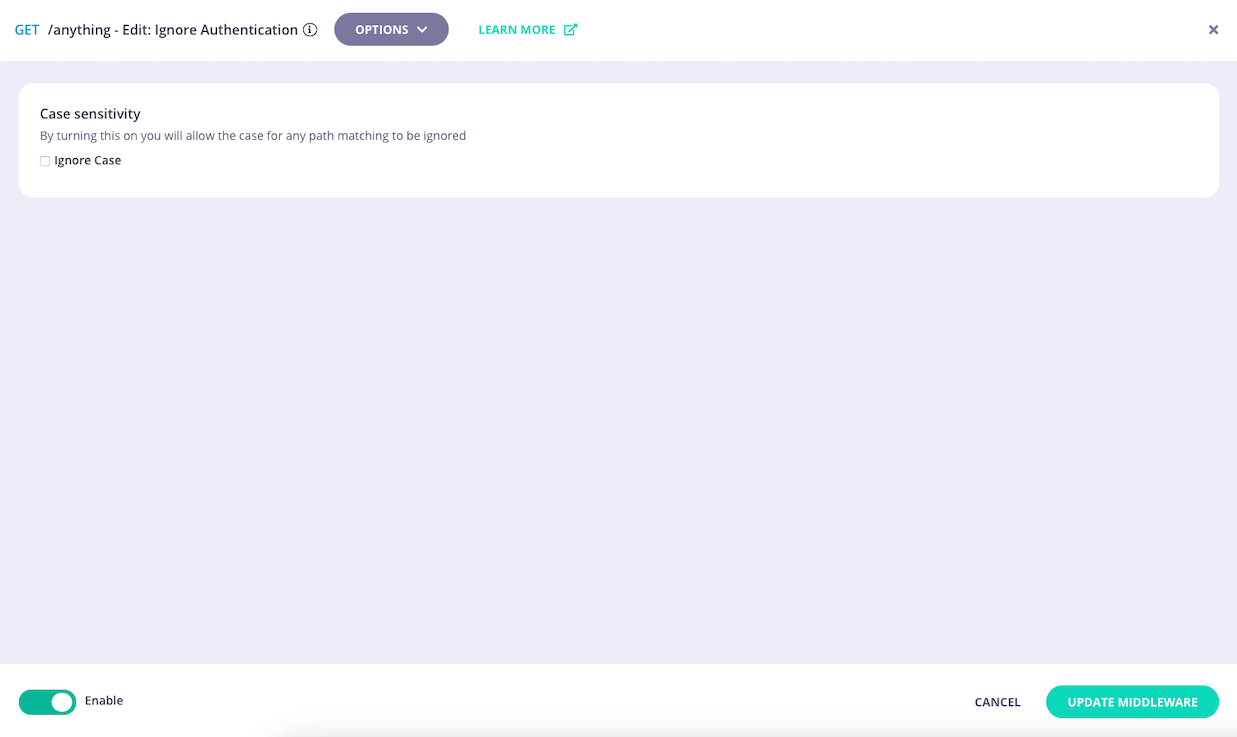 GET /anything - Edit: Ignore Authentication OPTIONS LEARN MORE
Case sensitivity
By turning this on you will allow the case for any path matching to be ignored
Ignore Case
Enable CANCEL UPDATE MIDDLEWARE